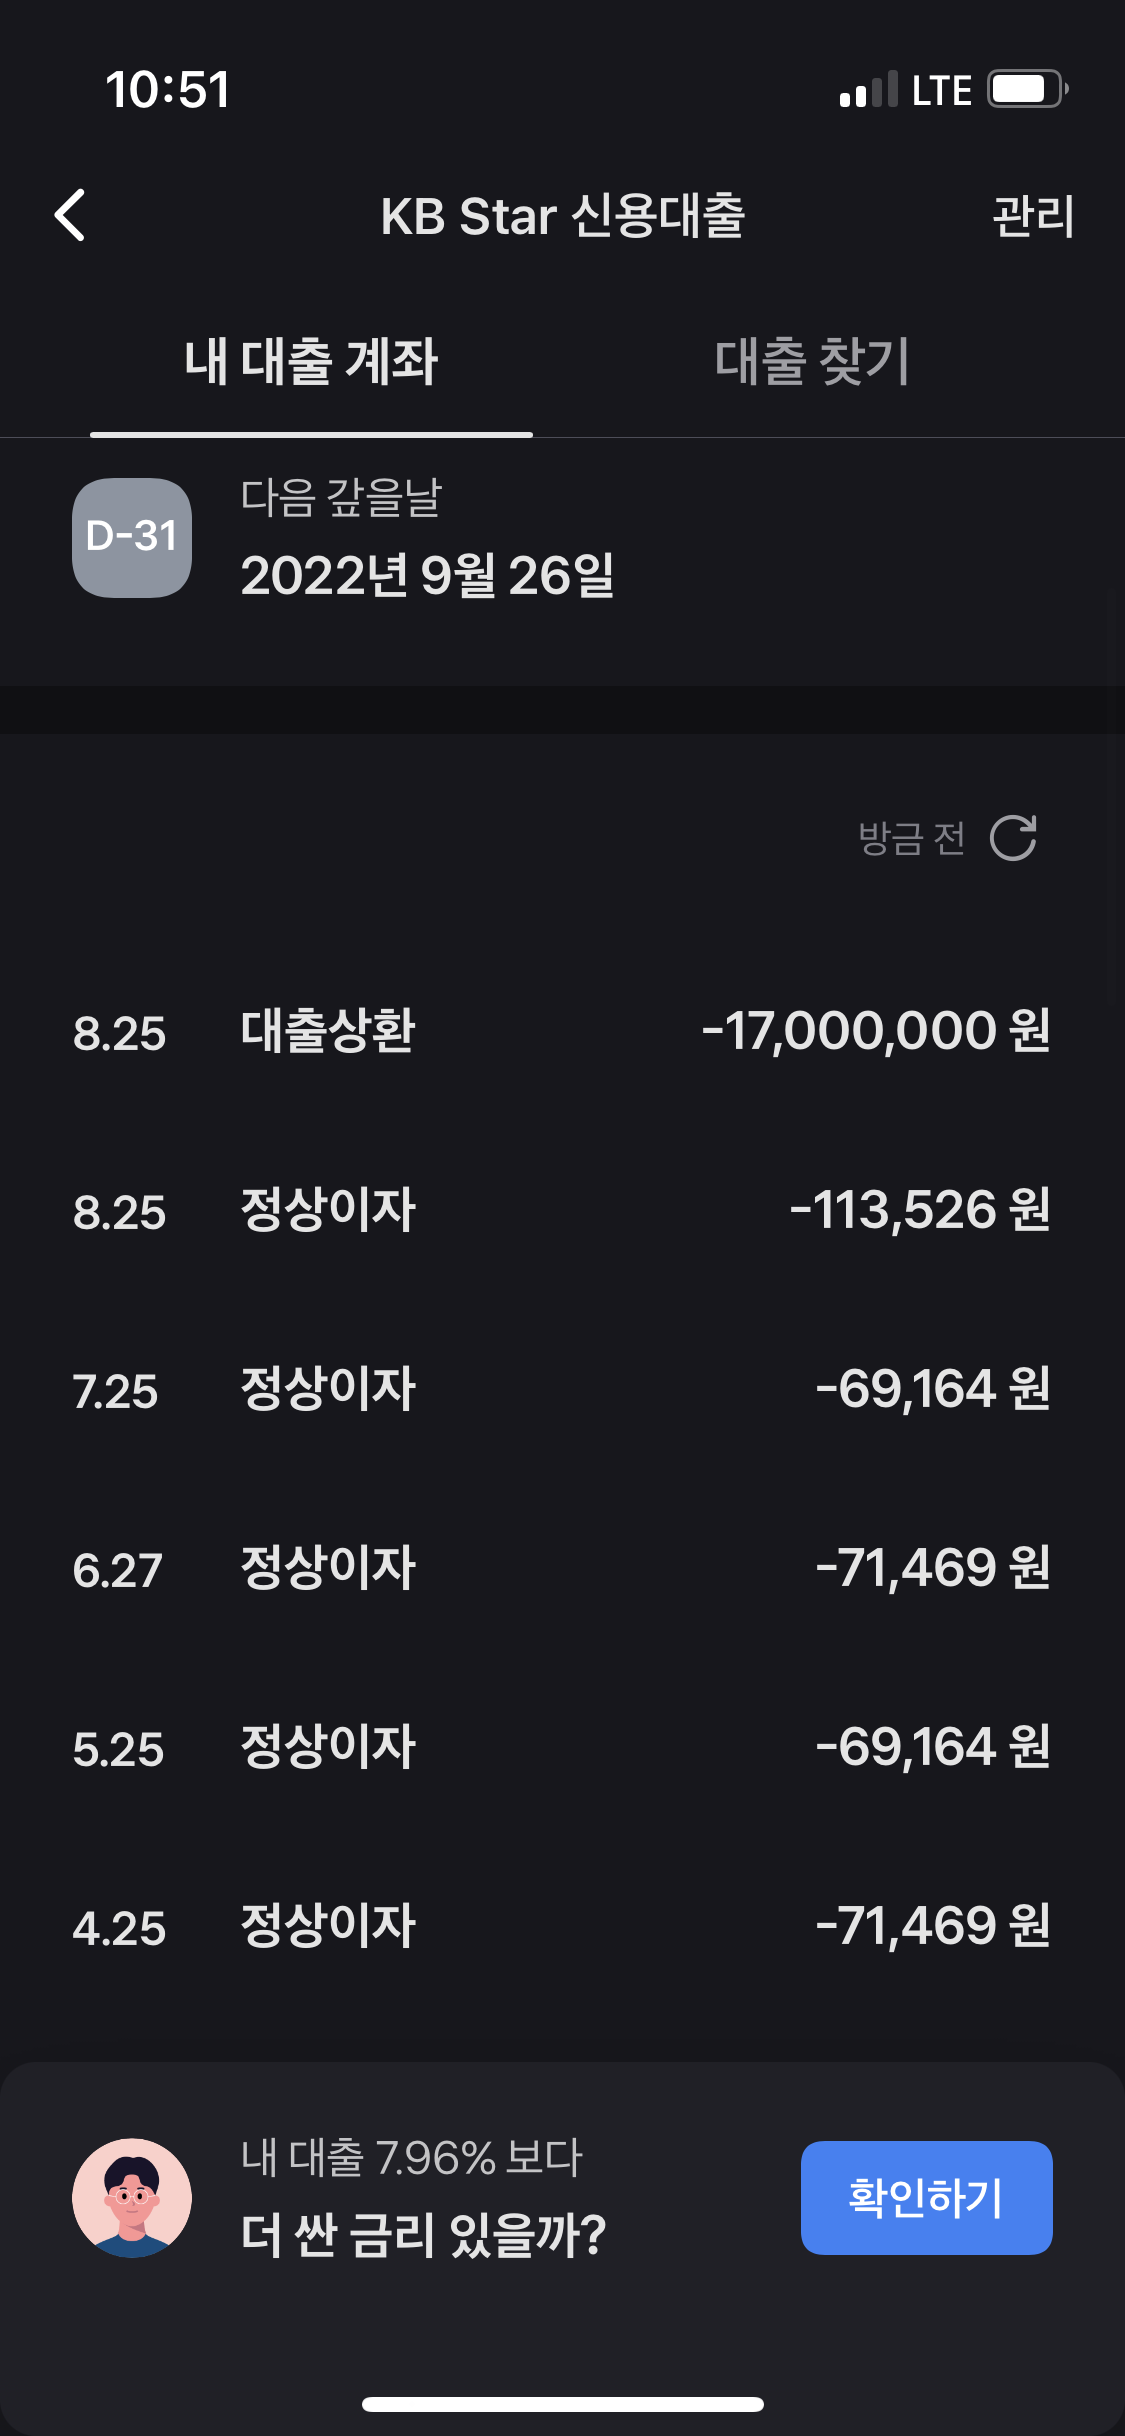 10:51
LTE
KB Star 신용대출
관리
내 대출 계좌
대출 찾기
D-31
다음 갚을날
2022년 9월 26일
방금 전
8.25 대출상환 -17,000,000 원
8.25 정상이자 -113,526 원
7.25 정상이자 -69,164 원
6.27 정상이자 -71,469 원
5.25 정상이자 -69,164 원
4.25 정상이자 -71,469 원
내 대출 7.96% 보다
더 싼 금리 있을까?
확인하기